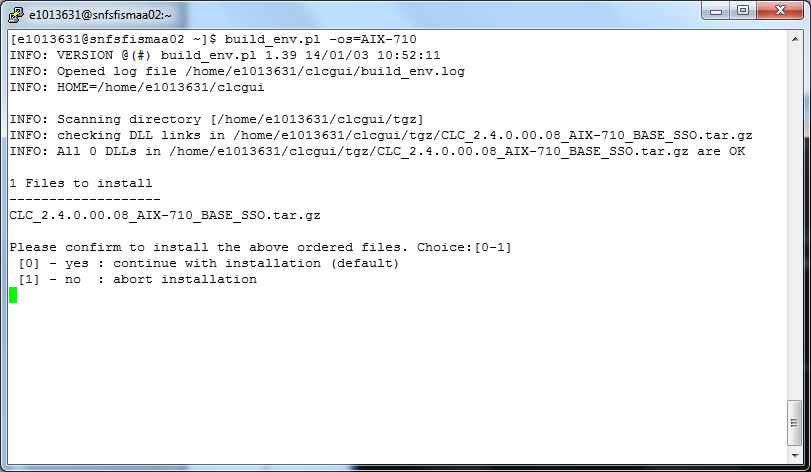 e1013631@snfsfismaa02:~
[e1013631@snfsfismaa02 ~]$ build_env.pl -os=AIX-710
INFO: VERSION @(#) build_env.pl 1.39 14/01/03 10:52:11
INFO: Opened log file /home/e1013631/clcgui/build_env.log
INFO: HOME=/home/e1013631/clcgui
INFO: Scanning directory [/home/e1013631/clcgui/tgz]
INFO: checking DLL links in /home/e1013631/clcgui/tgz/CLC_2.4.0.00.08_AIX-710_BASE_SSO.tar.gz
INFO: All 0 DLLs in /home/e1013631/clcgui/tgz/CLC_2.4.0.00.08_AIX-710_BASE_SSO.tar.gz are OK
1 Files to install
-------------------
CLC_2.4.0.00.08_AIX-710_BASE_SSO.tar.gz
Please confirm to install the above ordered files. Choice:[0-1]
[0] - yes : continue with installation (default)
[1] - no  : abort installation